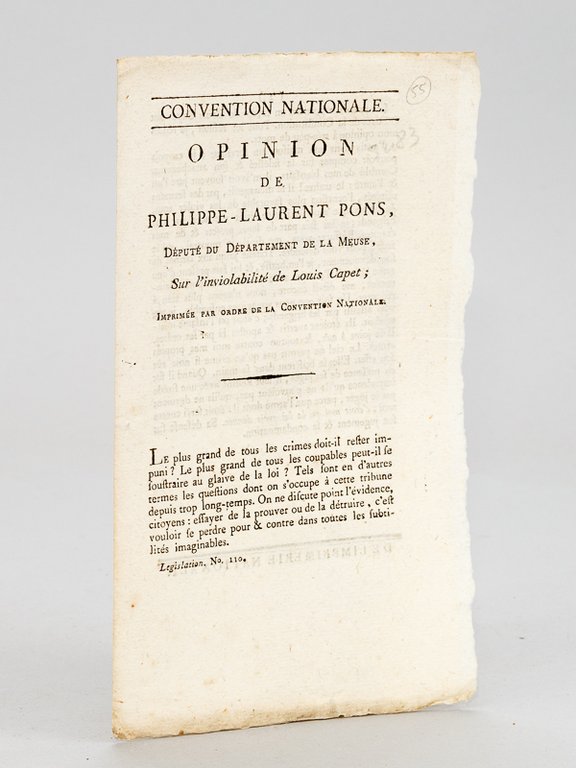 55
CONVENTION NATIONALE.
OPINION
DE
PHILIPPE-LAURENT PONS,
DÉPUTÉ DU DÉPARTEMENT DE LA MEUSE,
Sur l'inviolabilité de Louis Capet ;
IMPRIMÉE PAR ORDRE DE LA CONVENTION NATIONALE.
LE plus grand de tous les crimes doit-il reſter im-
puni ? Le plus grand de tous les coupables peut-il ſe
ſouſtraire au glaive de la loi ? Tels ſont en d'autres
termes les queſtions dont on s'occupe à cette tribune
depuis trop long-temps. On ne diſcute point l'évidence,
citoyens : eſſayer de la prouver ou de la détruire, c'eſt
vouloir ſe perdre pour & contre dans toutes les ſubti-
lités imaginables.
Legislation, No. 110.